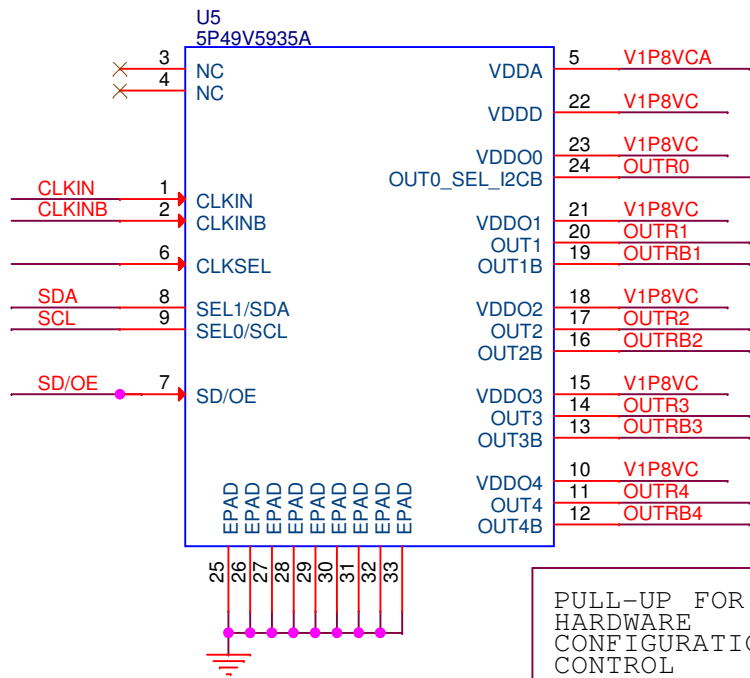 U5
5P49V5935A
3 NC
4 NC
CLKIN 1 CLKIN
CLKINB 2 CLKINB
6 CLKSEL
SDA 8 SEL1/SDA
SCL 9 SEL0/SCL
SD/OE 7 SD/OE
VDDA 5 V1P8VCA
VDDD 22 V1P8VC
VDDO0 23 V1P8VC
OUT0_SEL_I2CB 24 OUTR0
VDDO1 21 V1P8VC
OUT1 20 OUTR1
OUT1B 19 OUTRB1
VDDO2 18 V1P8VC
OUT2 17 OUTR2
OUT2B 16 OUTRB2
VDDO3 15 V1P8VC
OUT3 14 OUTR3
OUT3B 13 OUTRB3
VDDO4 10 V1P8VC
OUT4 11 OUTR4
OUT4B 12 OUTRB4
EPAD EPAD EPAD EPAD EPAD EPAD EPAD EPAD EPAD
25 26 27 28 29 30 31 32 33
PULL-UP FOR
HARDWARE
CONFIGURATIO
CONTROL